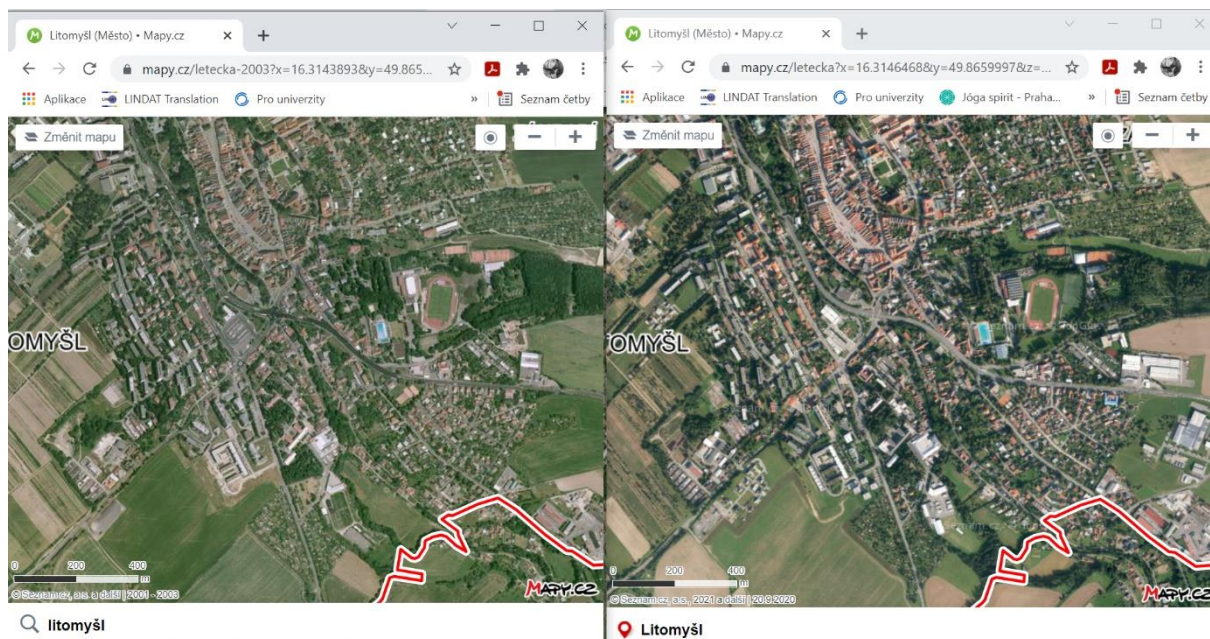 Litomyšl (Město) • Mapy.cz
mapy.cz/letecka-2003?x=16.3143893&y=49.865...
Aplikace LINDAT Translation Pro univerzity » Seznam četby
Změnit mapu
OMYŠL
0 200 400
m
© Seznam.cz, a.s. a další | 2001 - 2003
MAPY.CZ
litomyšl
Litomyšl (Město) • Mapy.cz
mapy.cz/letecka?x=16.3146468&y=49.8659997&z=...
Aplikace LINDAT Translation Pro univerzity Jóga spirit - Praha... » Seznam četby
Změnit mapu
TOMYŠL
0 200 400
m
© Seznam.cz, a.s., 2021 a další | 20.9.2020
MAPY.CZ
Litomyšl